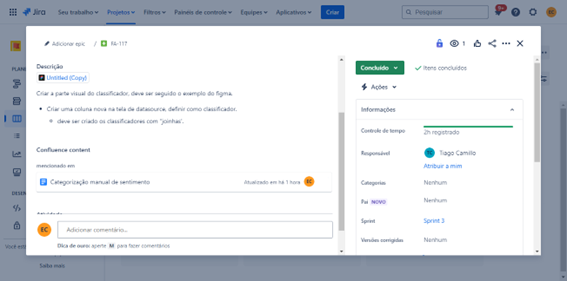 Jira Seu trabalho Projetos Filtros Painéis de controle Equipes Aplicativos Criar Pesquisar 9+ EC
Adicionar epic / FA-117 1
Descrição
Untitled (Copy)
Criar a parte visual do classificador, deve ser seguido o exemplo do figma.
Criar uma coluna nova na tela de datasource, definir como classificador.
deve ser criado os classificadores com "joinhas'.
Confluence content
mencionado em
Categorização manual de sentimento Atualizado em há 1 hora EC
EC Adicionar comentário...
Dica de ouro: aperte M para fazer comentários
Concluído Itens concluídos
Ações
Informações
Controle de tempo 2h registrado
Responsável Tiago Camillo
Atribuir a mim
Categorias Nenhum
Pai NOVO Nenhum
Sprint Sprint 3
Versões corrigidas Nenhum
PLANE
DESEN
Você está
Saiba mais